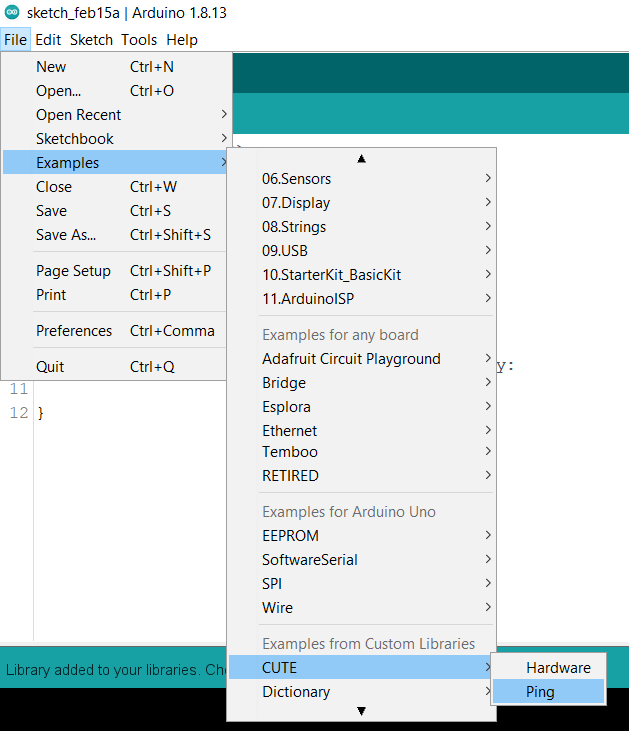 sketch_feb15a | Arduino 1.8.13
File Edit Sketch Tools Help
New Ctrl+N
Open... Ctrl+O
Open Recent
Sketchbook
Examples
Close Ctrl+W
Save Ctrl+S
Save As... Ctrl+Shift+S
Page Setup Ctrl+Shift+P
Print Ctrl+P
Preferences Ctrl+Comma
Quit Ctrl+Q
06.Sensors
07.Display
08.Strings
09.USB
10.StarterKit_BasicKit
11.ArduinoISP
Examples for any board
Adafruit Circuit Playground
Bridge
Esplora
Ethernet
Temboo
RETIRED
Examples for Arduino Uno
EEPROM
SoftwareSerial
SPI
Wire
Examples from Custom Libraries
CUTE
Dictionary
Hardware
Ping
y:
11
12 }
Library added to your libraries.